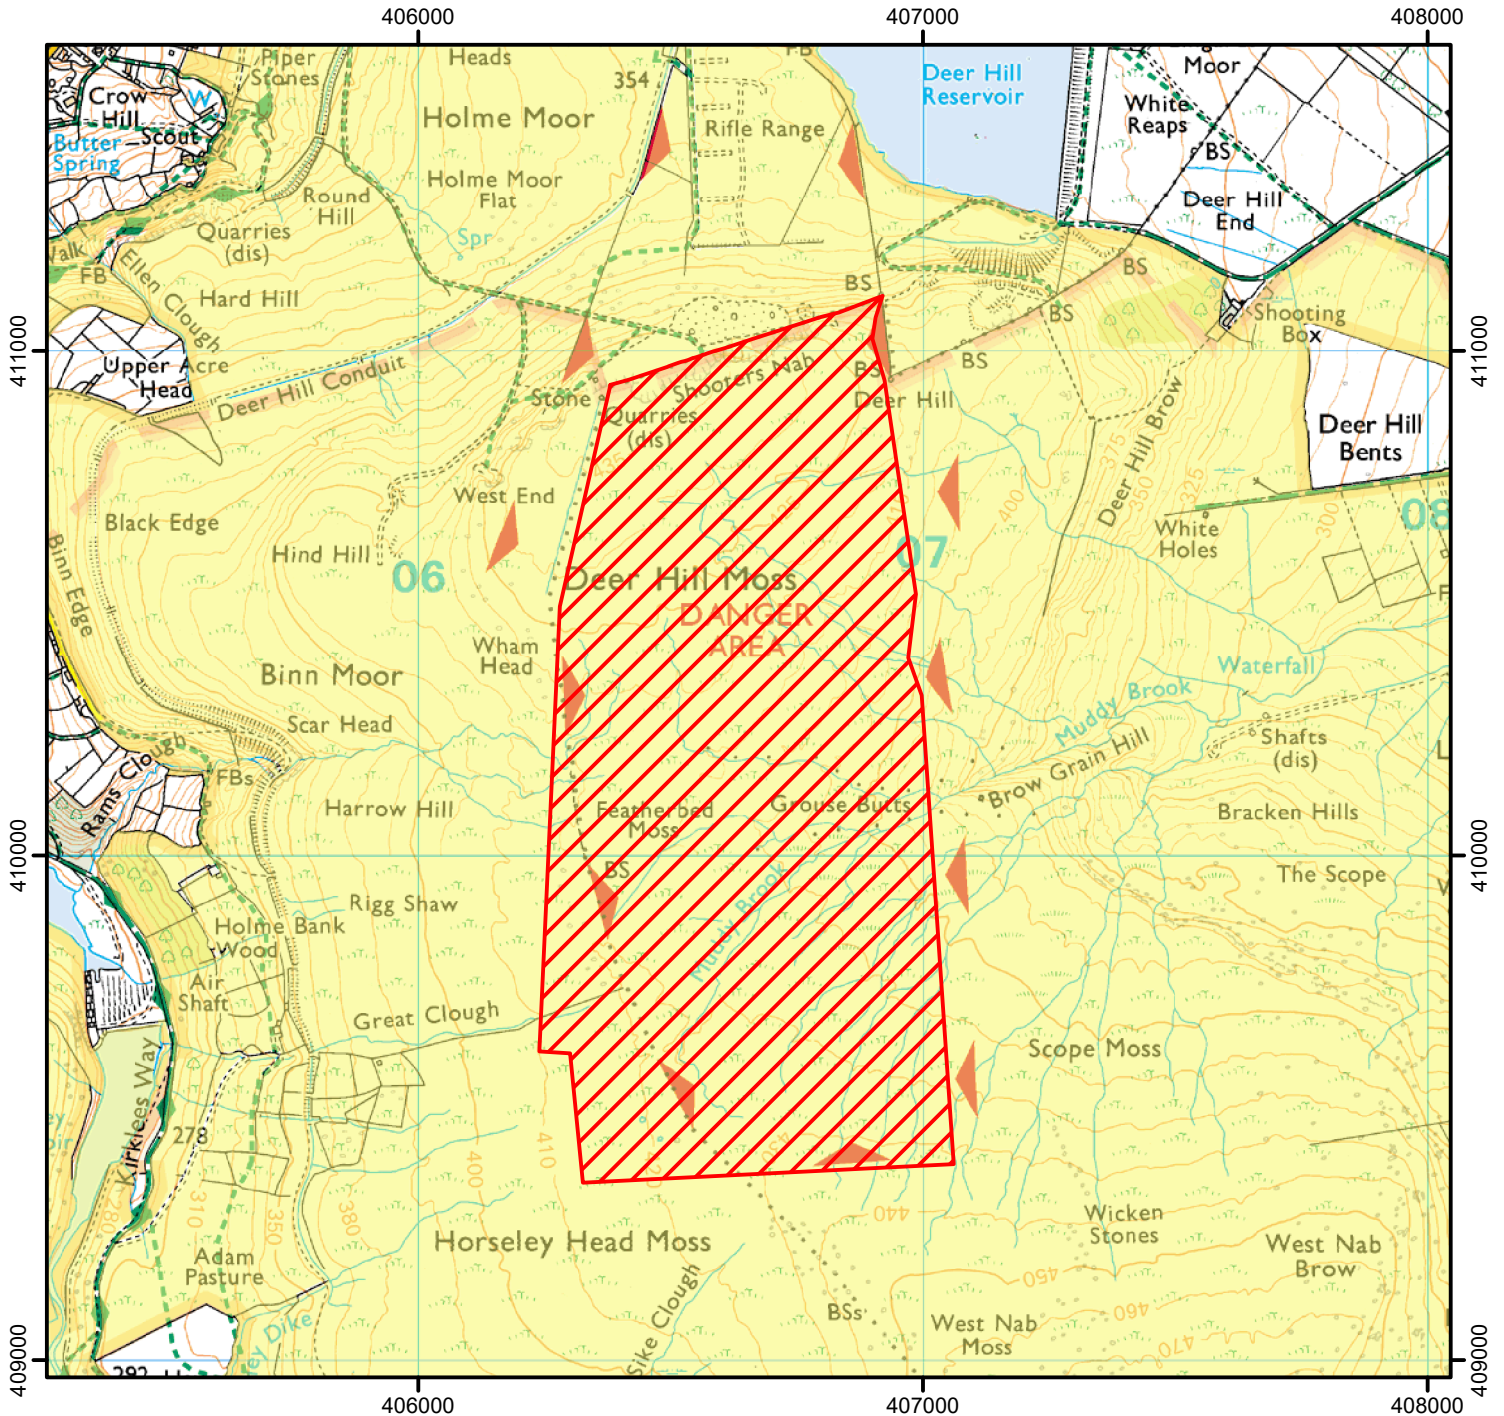 406000
407000
408000
Piper
Stones
Heads
354
FB
Deer Hill
Reservoir
Moor
Crow
Hill
W
Scout
Butter
Spring
Holme Moor
Rifle Range
White
Reaps
BS
Holme Moor
Flat
Round
Hill
Deer Hill
End
Quarries
(dis)
Spr
Walk
FB
Ellen Clough
Hard Hill
BS
BS
BS
Shooting
Box
411000
411000
Upper Acre
Head
Deer Hill Conduit
Stone
Shooters Nab
BS
BS
Deer Hill
Quarries
(dis)
Deer Hill Brow
Deer Hill
Bents
375
350
325
400
300
West End
Black Edge
Hind Hill
White
Holes
08
07
06
Binn Edge
Deer Hill Moss
DANGER
AREA
Wham
Head
Binn Moor
Waterfall
Muddy Brook
Scar Head
Brow Grain Hill
Shafts
(dis)
Rams Clough
FBs
Harrow Hill
Featherbed
Moss
Grouse Butts
Bracken Hills
410000
410000
BS
The Scope
Rigg Shaw
Muddy Brook
Holme Bank
Wood
Air
Shaft
Great Clough
Scope Moss
Kirklees Way
278
410
400
280
310
350
380
440
Wicken
Stones
Horseley Head Moss
West Nab
Brow
Adam
Pasture
450
460
470
BSs
West Nab
Moss
Sike Clough
ey Dike
282
409000
409000
406000
407000
408000